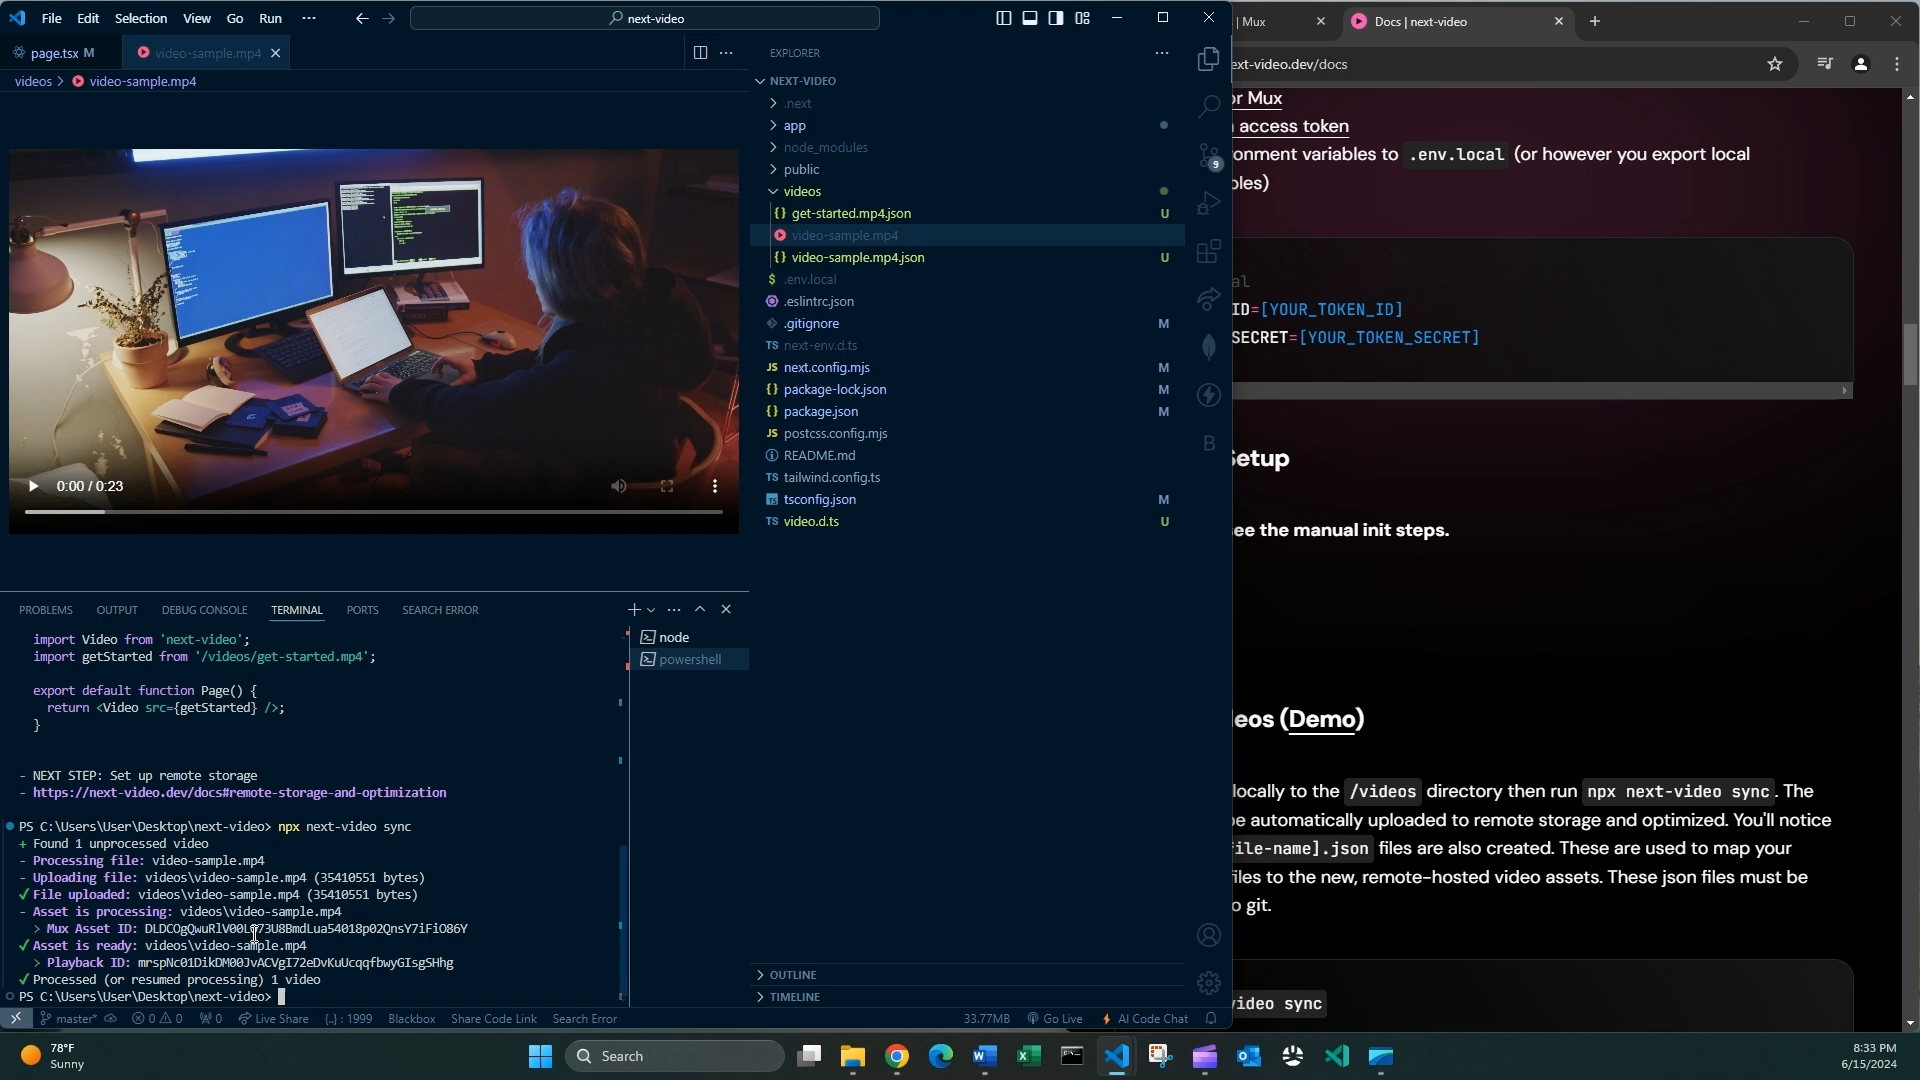 File Edit Selection View Go Run ··· next-video
page.tsx M
video-sample.mp4
videos > video-sample.mp4
0:00 / 0:23
EXPLORER
NEXT-VIDEO
.next
app
node_modules
public
videos
get-started.mp4.json U
video-sample.mp4
video-sample.mp4.json U
.env.local
.eslintrc.json
.gitignore M
next-env.d.ts
next.config.mjs M
package-lock.json M
package.json M
postcss.config.mjs
README.md
tailwind.config.ts
tsconfig.json M
video.d.ts U
OUTLINE
TIMELINE
9
PROBLEMS OUTPUT DEBUG CONSOLE TERMINAL PORTS SEARCH ERROR
node
powershell
import Video from 'next-video';
import getStarted from '/videos/get-started.mp4';
export default function Page() {
return <Video src={getStarted} />;
}
- NEXT STEP: Set up remote storage
- https://next-video.dev/docs#remote-storage-and-optimization
PS C:\Users\User\Desktop\next-video> npx next-video sync
+ Found 1 unprocessed video
- Processing file: video-sample.mp4
- Uploading file: videos\video-sample.mp4 (35410551 bytes)
✓ File uploaded: videos\video-sample.mp4 (35410551 bytes)
- Asset is processing: videos\video-sample.mp4
> Mux Asset ID:
✓ Asset is ready: videos\video-sample.mp4
> Playback ID: mrspNc01DikDM00JvACVgI72eDvKuUcqqfbwyGIsgSHhg
✓ Processed (or resumed processing) 1 video
PS C:\Users\User\Desktop\next-video>
master* 0 0 0 Live Share {..} : 1999 Blackbox Share Code Link Search Error 33.77MB Go Live AI Code Chat
| Mux
Docs | next-video
ext-video.dev/docs
or Mux
access token
onment variables to .env.local (or however you export local
bles)
al
ID=[YOUR_TOKEN_ID]
SECRET=[YOUR_TOKEN_SECRET]
Setup
see the manual init steps.
deos (Demo)
locally to the /videos directory then run npx next-video sync. The
be automatically uploaded to remote storage and optimized. You'll notice
file-name].json files are also created. These are used to map your
files to the new, remote-hosted video assets. These json files must be
o git.
video sync
78°F
Sunny
Search
8:33 PM
6/15/2024